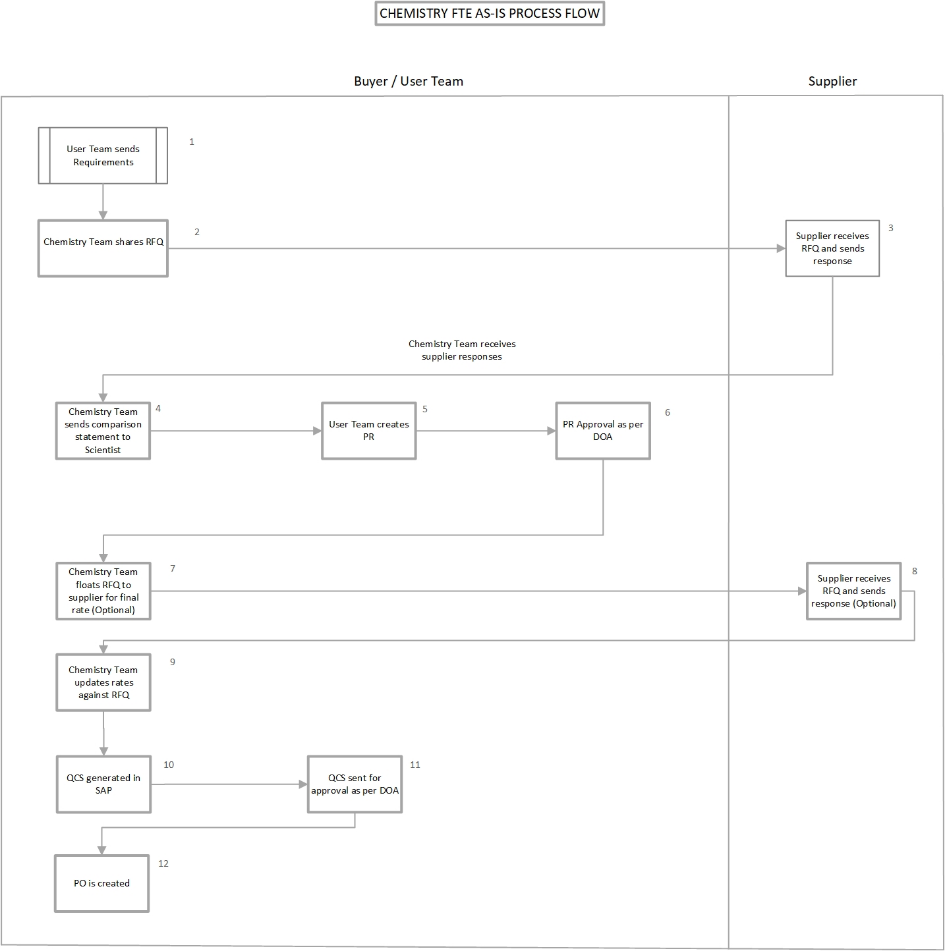 CHEMISTRY FTE AS-IS PROCESS FLOW
Buyer / User Team
Supplier
User Team sends
Requirements
1
Chemistry Team shares RFQ
2
Supplier receives
RFQ and sends
response
3
Chemistry Team receives
supplier responses
Chemistry Team
sends comparison
statement to
Scientist
4
User Team creates
PR
5
PR Approval as per
DOA
6
Chemistry Team
floats RFQ to
supplier for final
rate (Optional)
7
Supplier receives
RFQ and sends
response (Optional)
8
Chemistry Team
updates rates
against RFQ
9
QCS generated in
SAP
10
QCS sent for
approval as per DOA
11
PO is created
12